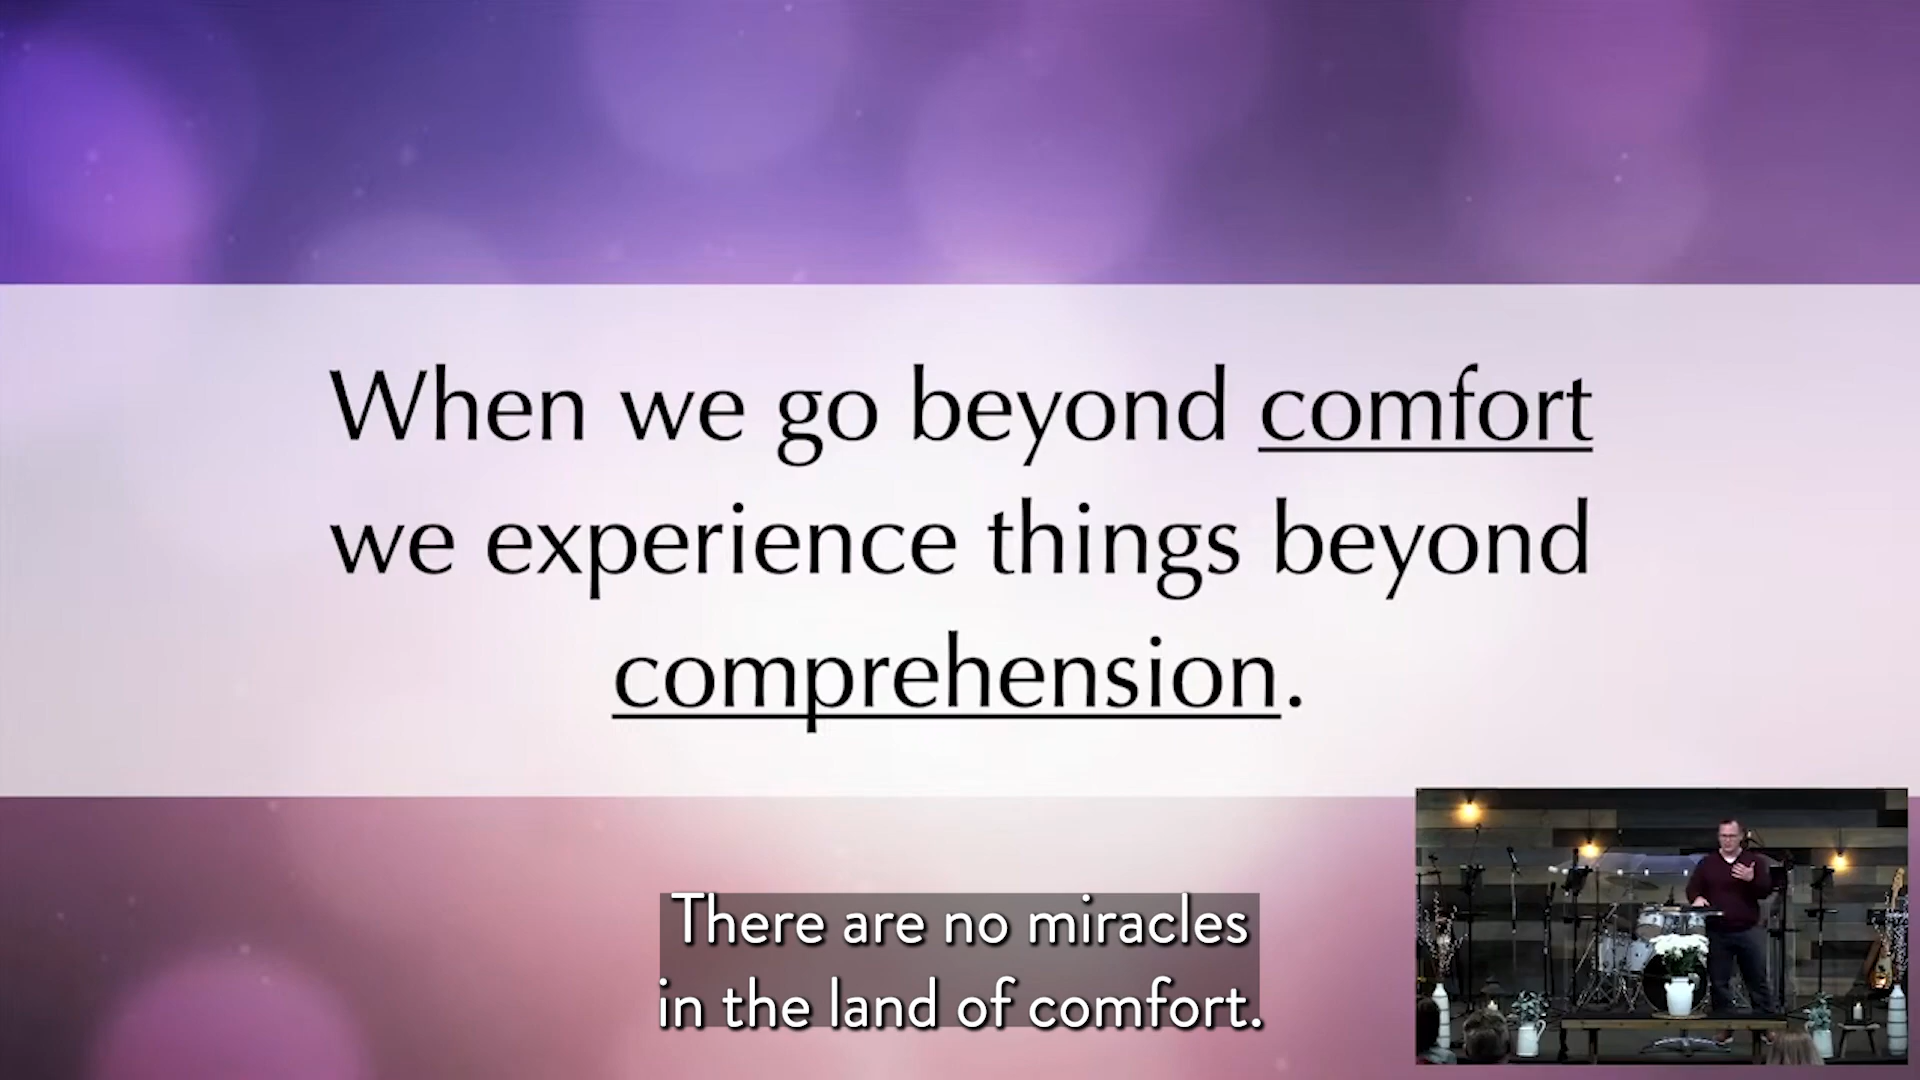 When we go beyond comfort
we experience things beyond
comprehension.
There are no miracles
in the land of comfort.